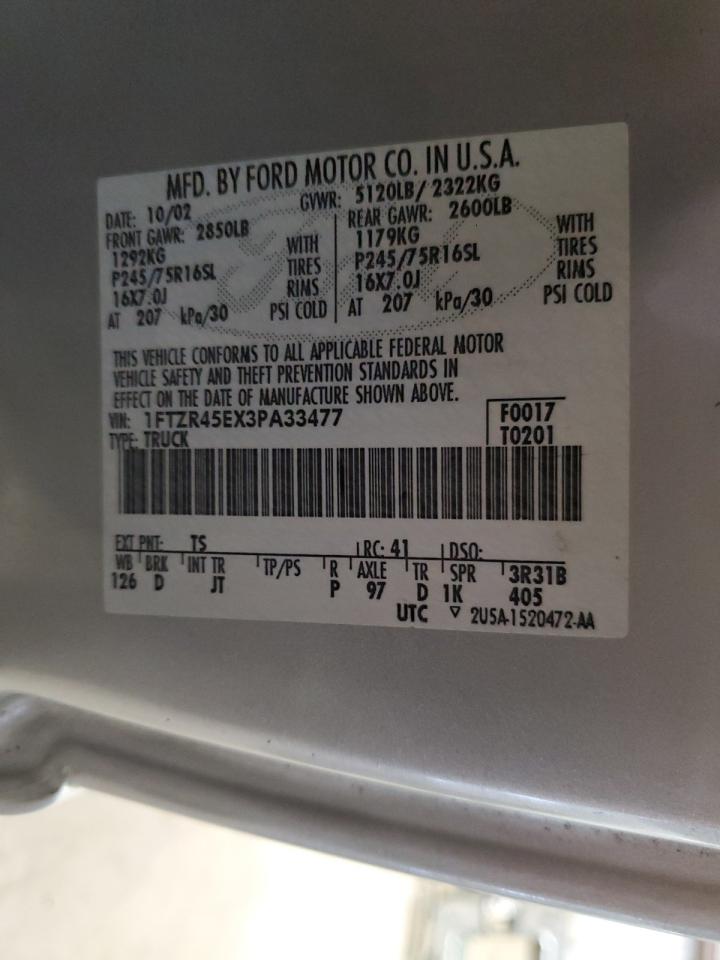 MFD. BY FORD MOTOR CO. IN U.S.A.
DATE: 10/02 GVWR: 5120LB/ 2322KG
FRONT GAWR: 2850LB REAR GAWR: 2600LB
1292KG WITH 1179KG WITH
P245/75R16SL TIRES P245/75R16SL TIRES
16X7.0J RIMS 16X7.0J RIMS
AT 207 kPa/30 PSI COLD AT 207 kPa/30 PSI COLD
THIS VEHICLE CONFORMS TO ALL APPLICABLE FEDERAL MOTOR
VEHICLE SAFETY AND THEFT PREVENTION STANDARDS IN
EFFECT ON THE DATE OF MANUFACTURE SHOWN ABOVE.
VIN: 1FTZR45EX3PA33477 F0017
TYPE: TRUCK T0201
EXT PNT: TS RC: 41 DSO:
WB BRK INT TR TP/PS R AXLE TR SPR 3R31B
126 D JT P 97 D 1K 405
UTC ▽ 2U5A-1520472-AA